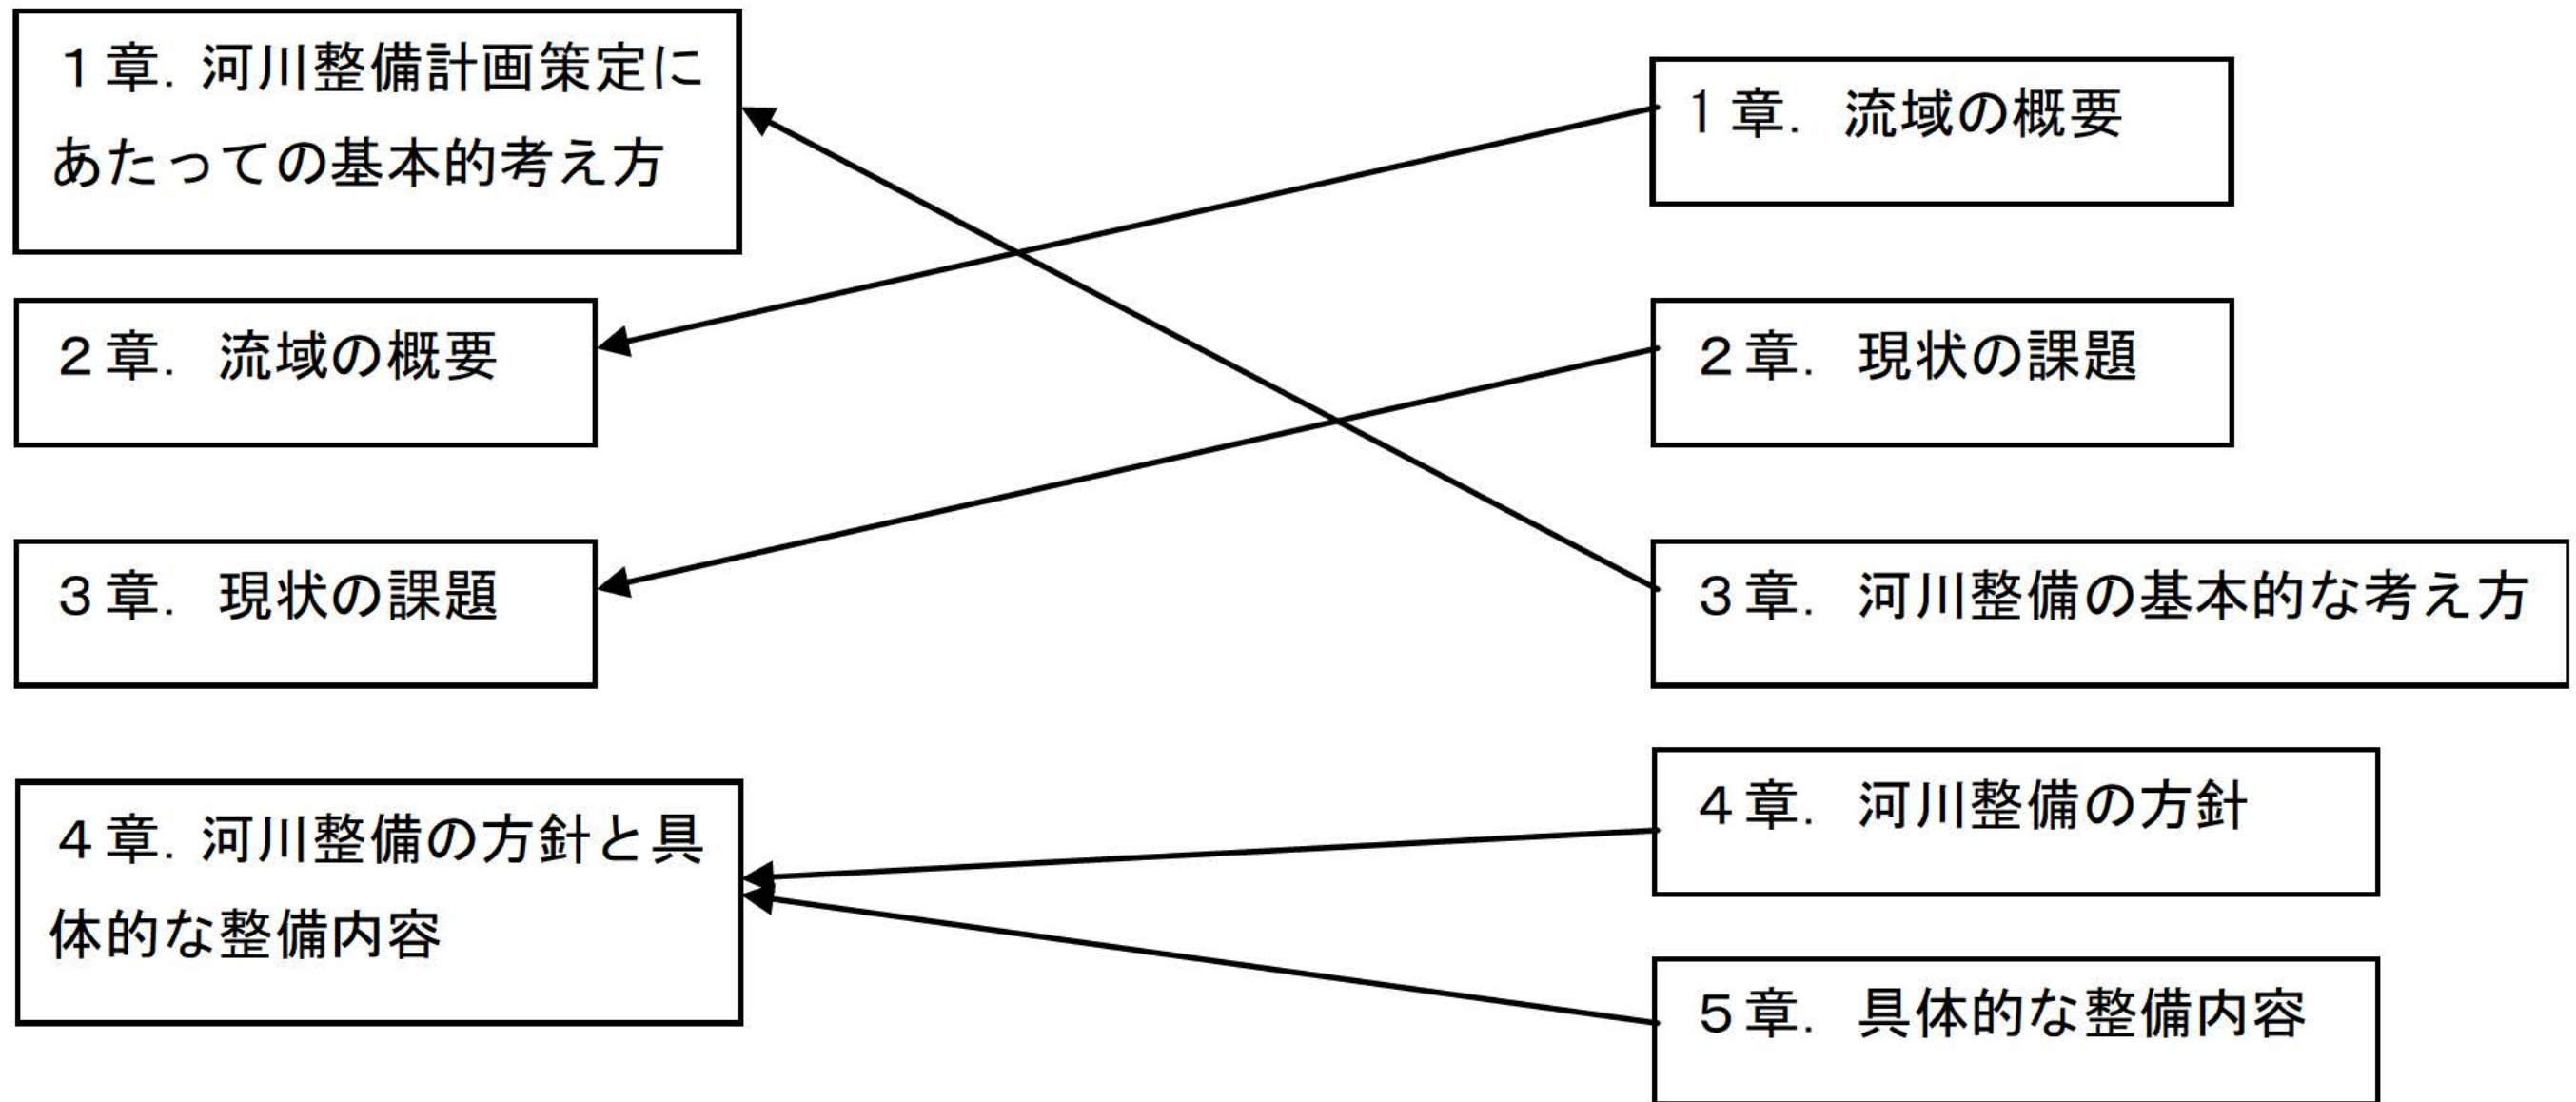 １章. 河川整備計画策定に
あたっての基本的考え方
２章. 流域の概要
３章. 現状の課題
４章. 河川整備の方針と具
体的な整備内容
１章. 流域の概要
２章. 現状の課題
３章. 河川整備の基本的な考え方
４章. 河川整備の方針
５章. 具体的な整備内容